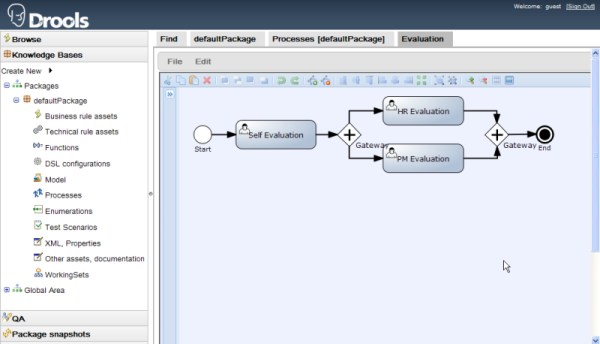 Drools
Welcome: guest [Sign Out]
Browse
Knowledge Bases
Create New
Packages
defaultPackage
Business rule assets
Technical rule assets
Functions
DSL configurations
Model
Processes
Enumerations
Test Scenarios
XML, Properties
Other assets, documentation
WorkingSets
Global Area
QA
Package snapshots
Find
defaultPackage
Processes [defaultPackage]
Evaluation
File
Edit
Start
Self Evaluation
Gateway
HR Evaluation
PM Evaluation
Gateway
End